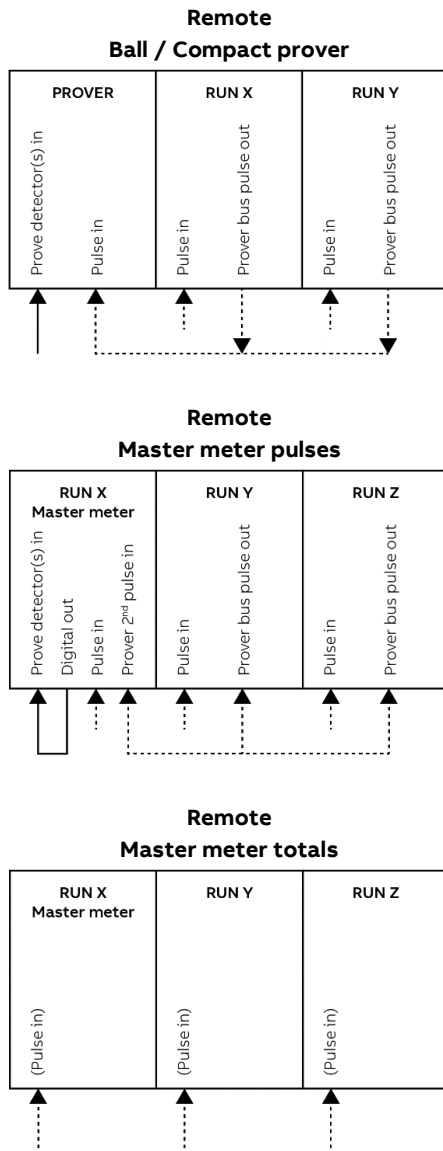 Remote
Ball / Compact prover
PROVER
RUN X
RUN Y
Prove detector(s) in
Pulse in
Pulse in
Prover bus pulse out
Pulse in
Prover bus pulse out
Remote
Master meter pulses
RUN X
Master meter
RUN Y
RUN Z
Prove detector(s) in
Digital out
Pulse in
Prover 2nd pulse in
Pulse in
Prover bus pulse out
Pulse in
Prover bus pulse out
Remote
Master meter totals
RUN X
Master meter
RUN Y
RUN Z
(Pulse in)
(Pulse in)
(Pulse in)